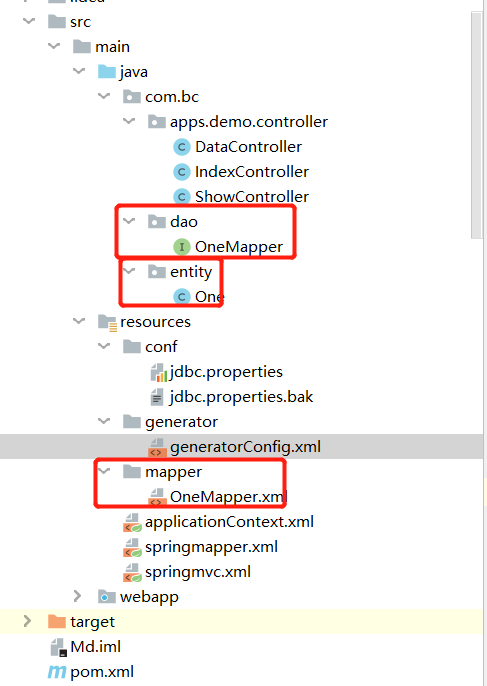 src
main
java
com.bc
apps.demo.controller
C DataController
C IndexController
C ShowController
dao
I OneMapper
entity
C One
resources
conf
jdbc.properties
jdbc.properties.bak
generator
generatorConfig.xml
mapper
OneMapper.xml
applicationContext.xml
springmapper.xml
springmvc.xml
webapp
target
Md.iml
m pom.xml